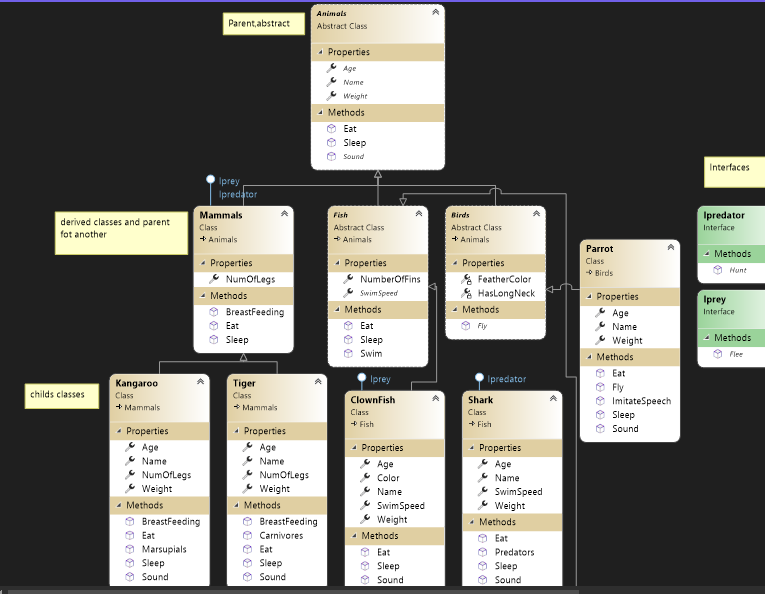 Parent,abstract
Animals
Abstract Class
Properties
Age
Name
Weight
Methods
Eat
Sleep
Sound
Interfaces
Iprey
Ipredator
derived classes and parent
fot another
Mammals
Class
Animals
Properties
NumOfLegs
Methods
BreastFeeding
Eat
Sleep
Fish
Abstract Class
Animals
Properties
NumberOfFins
SwimSpeed
Methods
Eat
Sleep
Swim
Birds
Abstract Class
Animals
Properties
FeatherColor
HasLongNeck
Methods
Fly
Parrot
Class
Birds
Properties
Age
Name
Weight
Methods
Eat
Fly
ImitateSpeech
Sleep
Sound
Ipredator
Interface
Methods
Hunt
Iprey
Interface
Methods
Flee
childs classes
Kangaroo
Class
Mammals
Properties
Age
Name
NumOfLegs
Weight
Methods
BreastFeeding
Eat
Marsupials
Sleep
Sound
Tiger
Class
Mammals
Properties
Age
Name
NumOfLegs
Weight
Methods
BreastFeeding
Carnivores
Eat
Sleep
Sound
Iprey
ClownFish
Class
Fish
Properties
Age
Color
Name
SwimSpeed
Weight
Methods
Eat
Sleep
Sound
Ipredator
Shark
Class
Fish
Properties
Age
Name
SwimSpeed
Weight
Methods
Eat
Predators
Sleep
Sound